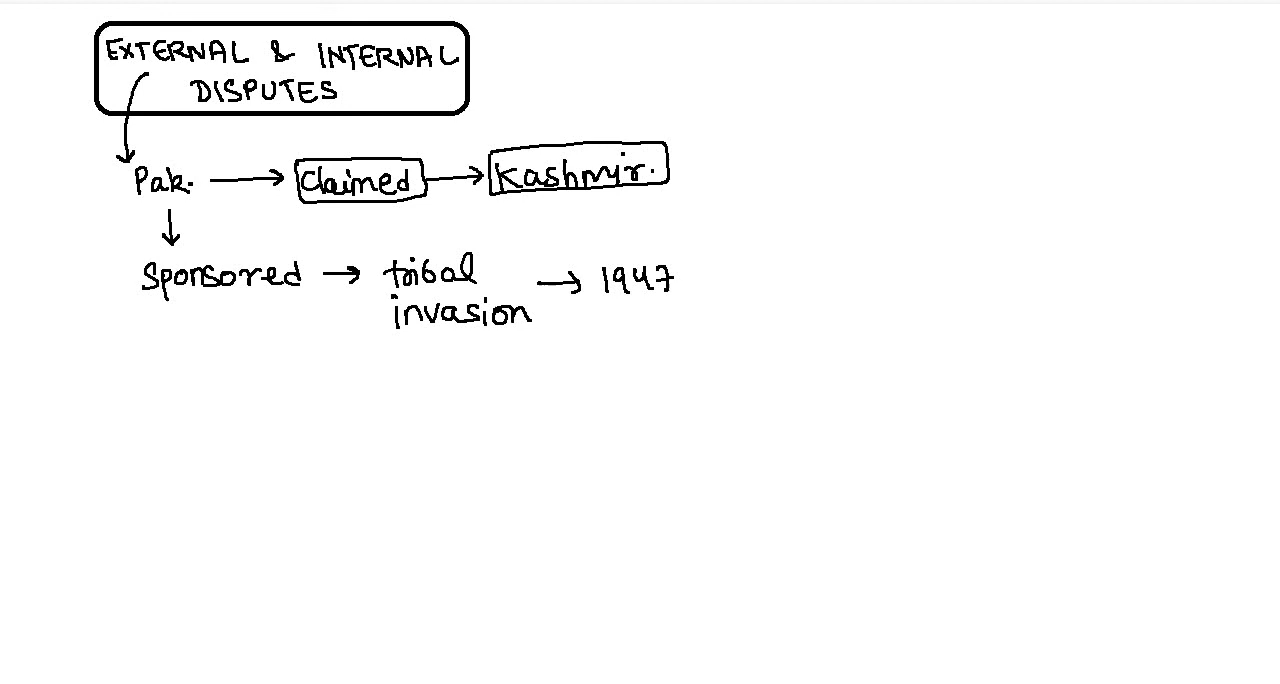 EXTERNAL & INTERNAL
DISPUTES
Pak. → Claimed → Kashmir.
↓
Sponsored → tribal invasion → 1947